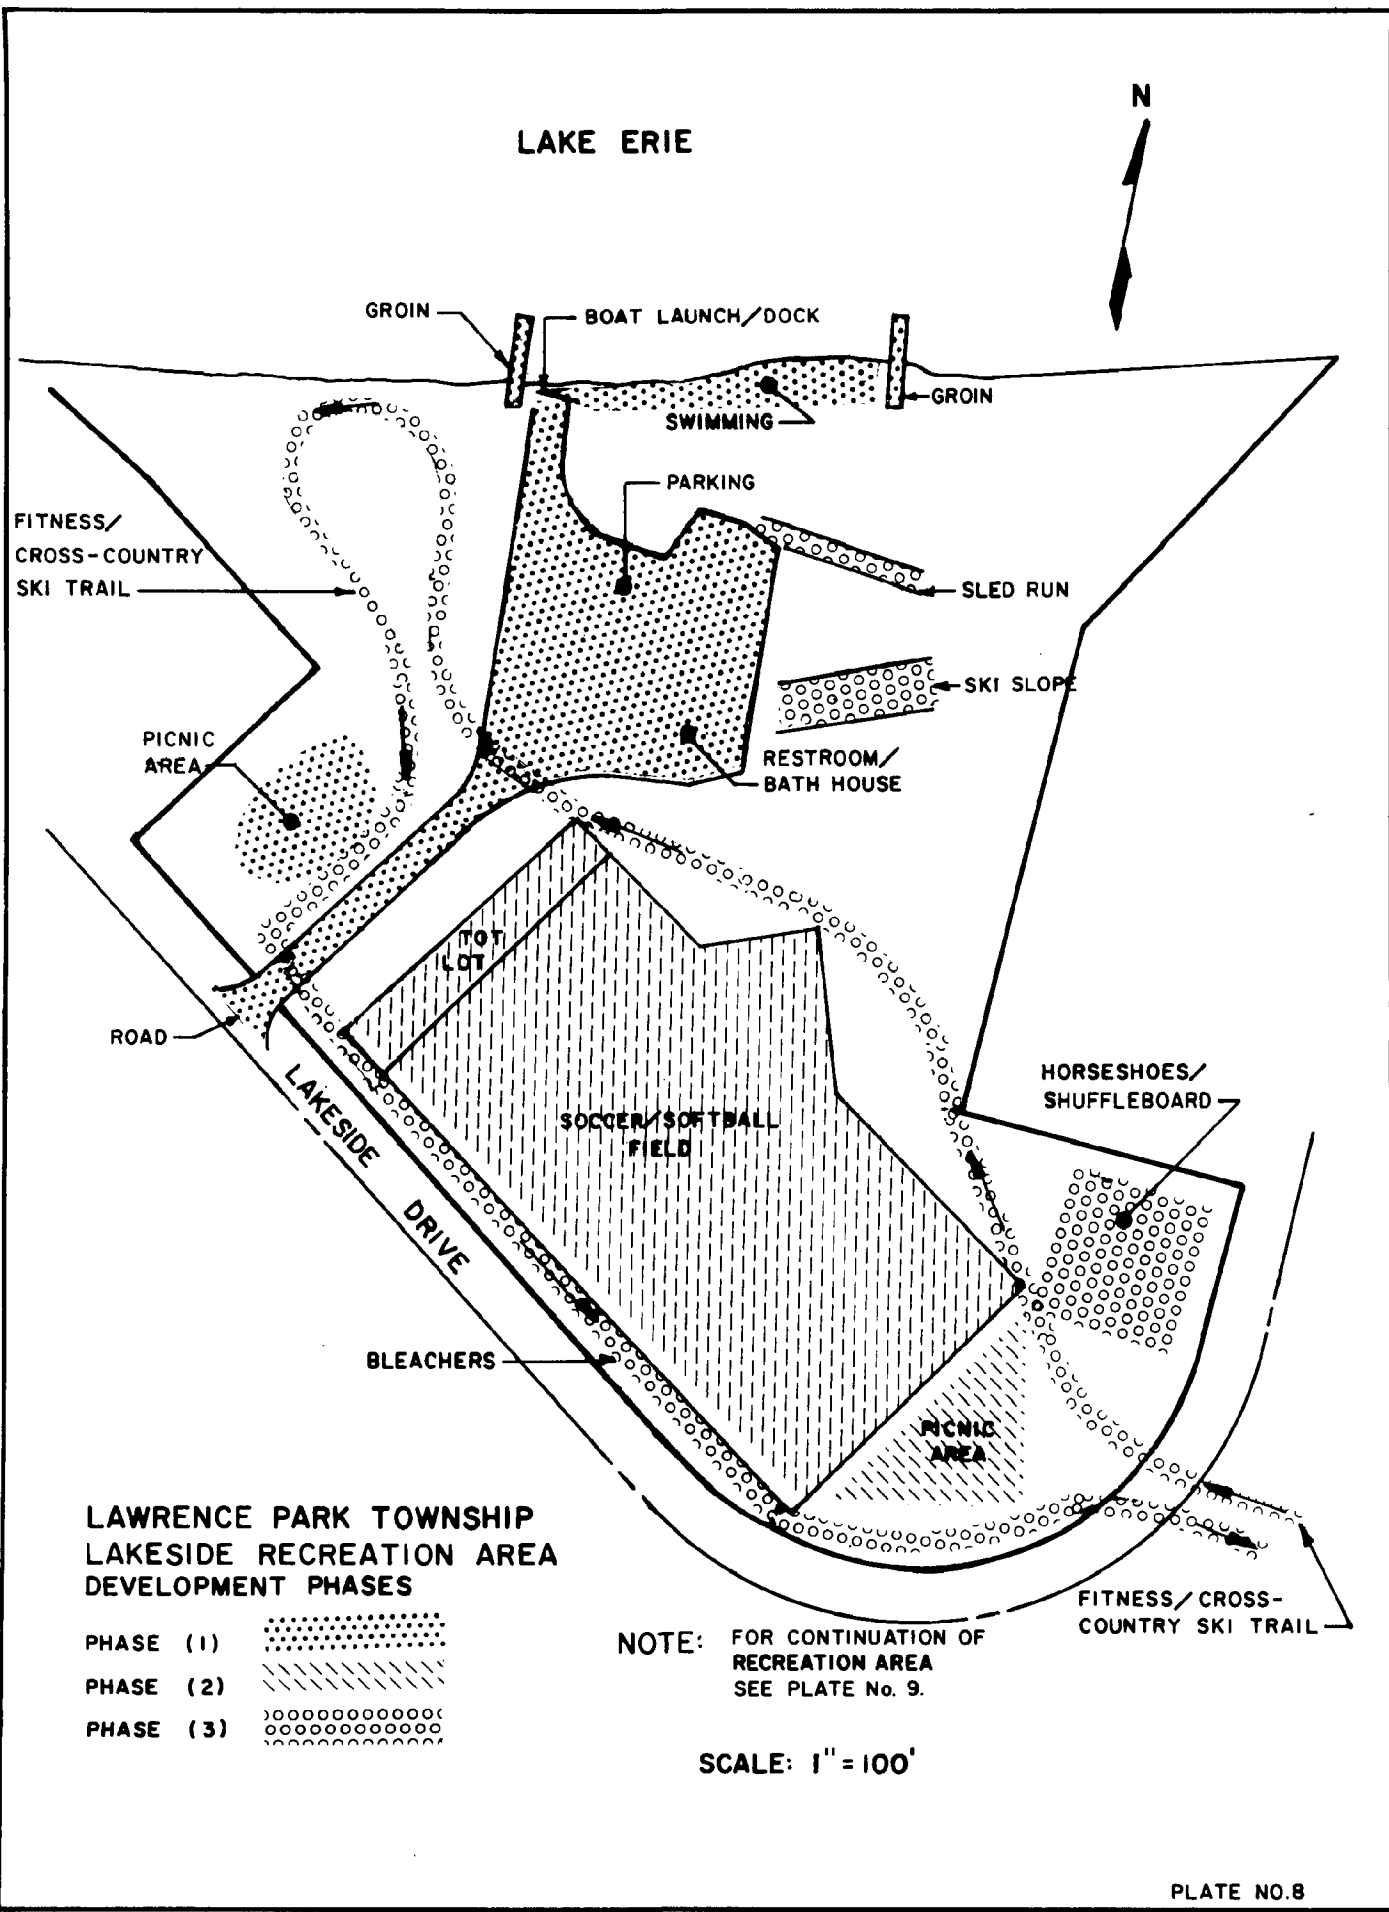 N
LAKE ERIE
GROIN
BOAT LAUNCH/DOCK
GROIN
SWIMMING
PARKING
FITNESS/
CROSS-COUNTRY
SKI TRAIL
SLED RUN
SKI SLOPE
PICNIC
AREA
RESTROOM/
BATH HOUSE
TOT
LOT
ROAD
LAKESIDE DRIVE
HORSESHOES/
SHUFFLEBOARD
SOCCER/SOFTBALL
FIELD
BLEACHERS
PICNIC
AREA
LAWRENCE PARK TOWNSHIP
LAKESIDE RECREATION AREA
DEVELOPMENT PHASES
PHASE (1)
PHASE (2)
PHASE (3)
FITNESS/CROSS-
COUNTRY SKI TRAIL
NOTE: FOR CONTINUATION OF
RECREATION AREA
SEE PLATE No. 9.
SCALE: 1" = 100'
PLATE NO.8